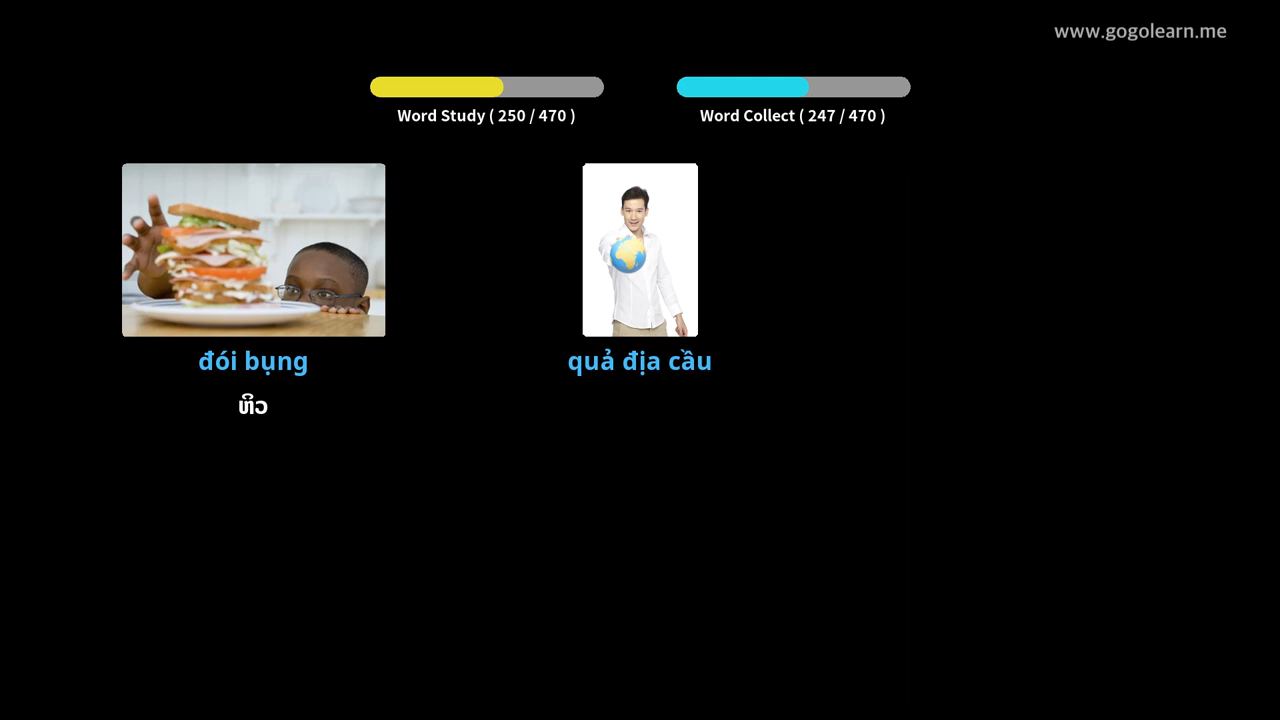 www.gogolearn.me
Word Study ( 250 / 470 )
Word Collect ( 247 / 470 )
đói bụng
quả địa cầu
ຫິວ